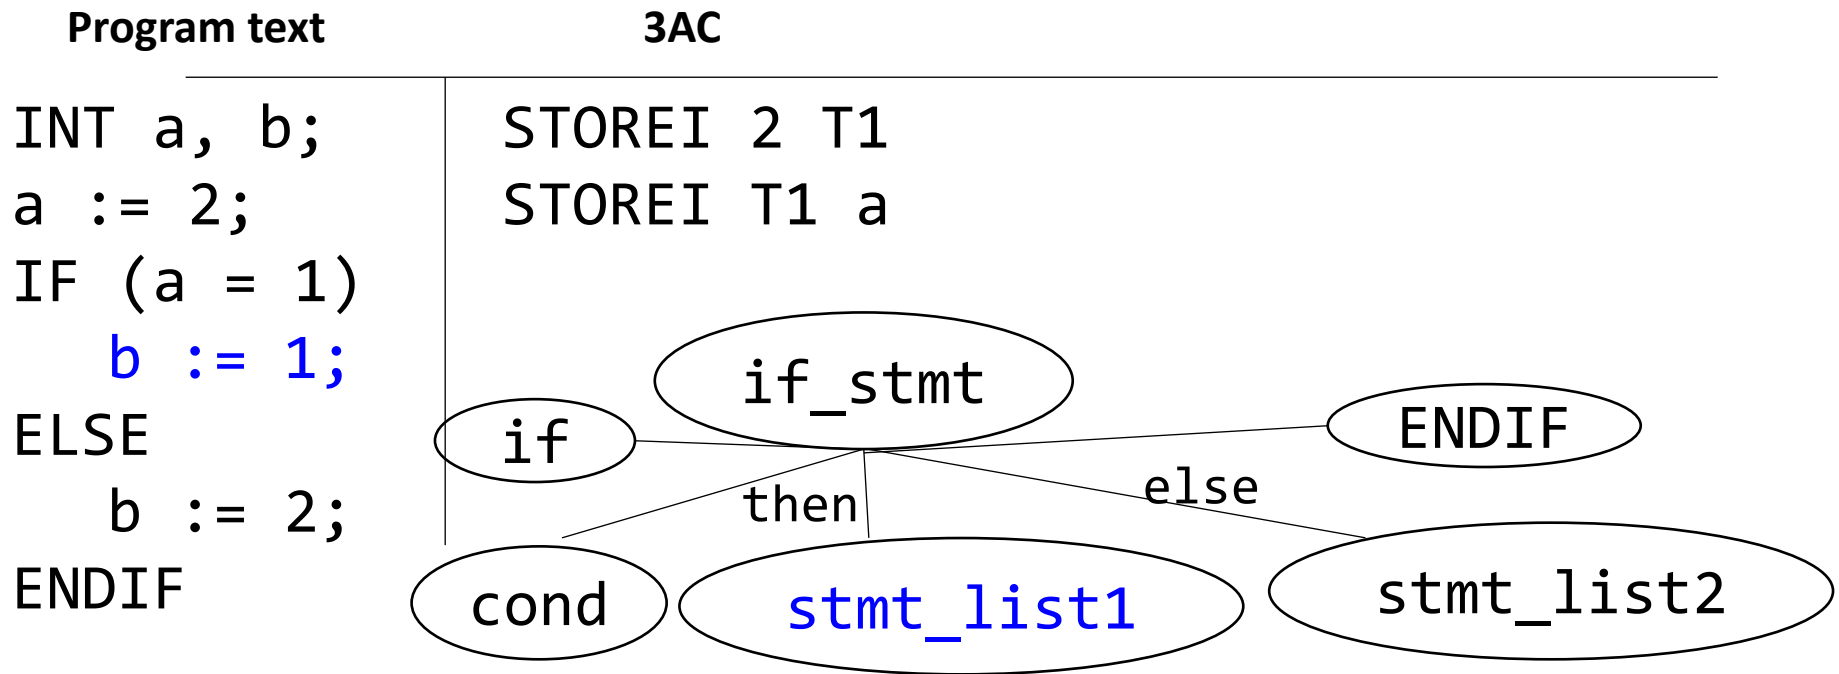 Program text 3AC
INT a, b; STOREI 2 T1
a := 2; STOREI T1 a
IF (a = 1)
b := 1;
ELSE
b := 2;
ENDIF
if_stmt
if
ENDIF
then
else
cond
stmt_list1
stmt_list2